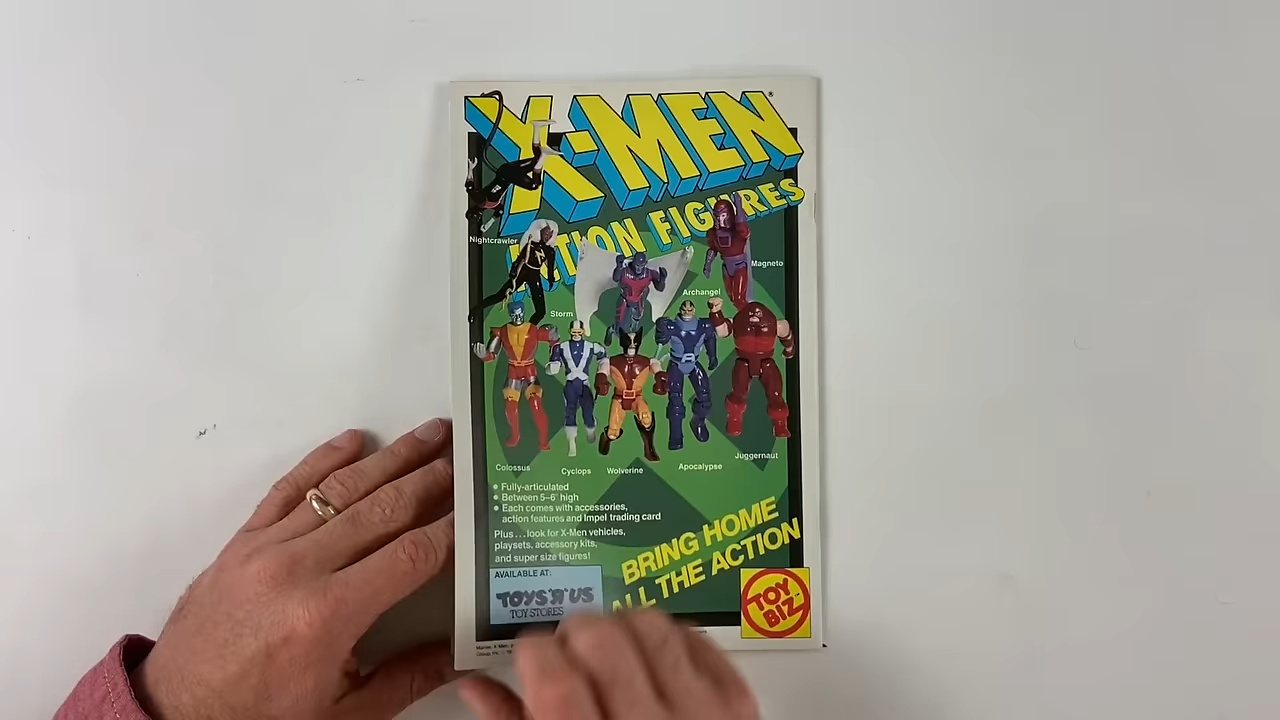 X-MEN®
ACTION FIGURES
Nightcrawler
Magneto
Archangel
Storm
Juggernaut
Colossus
Cyclops
Wolverine
Apocalypse
● Fully-articulated
● Between 5–6" high
● Each comes with accessories,
action features and Impel trading card
Plus...look for X-Men vehicles,
playsets, accessory kits,
and super size figures!
BRING HOME
ALL THE ACTION
AVAILABLE AT:
TOYS"R"US
TOY STORES
TOY
BIZ